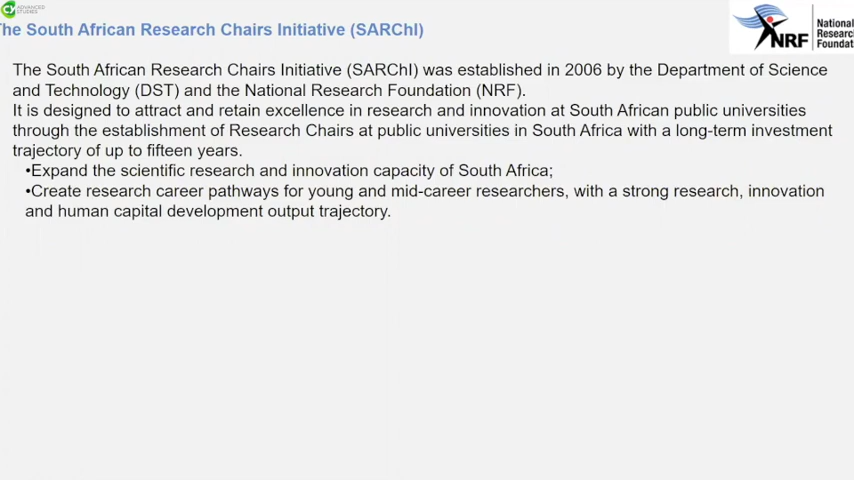 ADVANCED
STUDIES
The South African Research Chairs Initiative (SARChI)
NRF
National
Research
Foundat
The South African Research Chairs Initiative (SARChI) was established in 2006 by the Department of Science
and Technology (DST) and the National Research Foundation (NRF).
It is designed to attract and retain excellence in research and innovation at South African public universities
through the establishment of Research Chairs at public universities in South Africa with a long-term investment
trajectory of up to fifteen years.
•Expand the scientific research and innovation capacity of South Africa;
•Create research career pathways for young and mid-career researchers, with a strong research, innovation
and human capital development output trajectory.